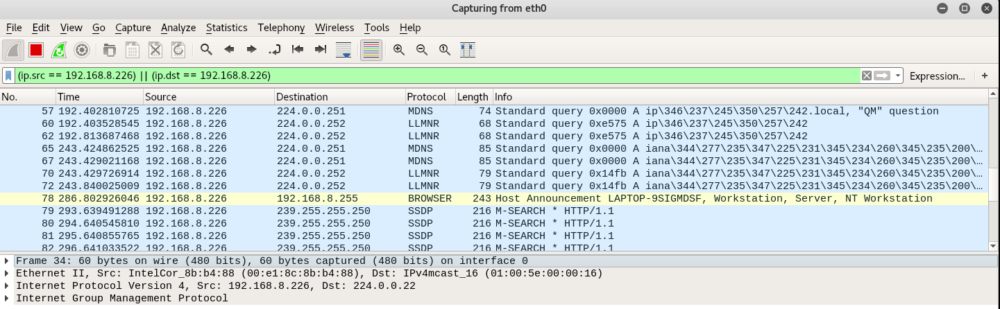 Capturing from eth0
File Edit View Go Capture Analyze Statistics Telephony Wireless Tools Help
(ip.src == 192.168.8.226) || (ip.dst == 192.168.8.226) Expression... +
No. Time Source Destination Protocol Length Info
57 192.402810725 192.168.8.226 224.0.0.251 MDNS 74 Standard query 0x0000 A ip\346\237\245\350\257\242.local, "QM" question
60 192.403528545 192.168.8.226 224.0.0.252 LLMNR 68 Standard query 0xe575 A ip\346\237\245\350\257\242
62 192.813687468 192.168.8.226 224.0.0.252 LLMNR 68 Standard query 0xe575 A ip\346\237\245\350\257\242
65 243.424862525 192.168.8.226 224.0.0.251 MDNS 85 Standard query 0x0000 A iana\344\277\235\347\225\231\345\234\260\345\235\200\...
67 243.429021168 192.168.8.226 224.0.0.251 MDNS 85 Standard query 0x0000 A iana\344\277\235\347\225\231\345\234\260\345\235\200\...
70 243.429726914 192.168.8.226 224.0.0.252 LLMNR 79 Standard query 0x14fb A iana\344\277\235\347\225\231\345\234\260\345\235\200\...
72 243.840025009 192.168.8.226 224.0.0.252 LLMNR 79 Standard query 0x14fb A iana\344\277\235\347\225\231\345\234\260\345\235\200\...
78 286.802926046 192.168.8.226 192.168.8.255 BROWSER 243 Host Announcement LAPTOP-9SIGMDSF, Workstation, Server, NT Workstation
79 293.639491288 192.168.8.226 239.255.255.250 SSDP 216 M-SEARCH * HTTP/1.1
80 294.640545810 192.168.8.226 239.255.255.250 SSDP 216 M-SEARCH * HTTP/1.1
81 295.640855765 192.168.8.226 239.255.255.250 SSDP 216 M-SEARCH * HTTP/1.1
82 296.641033522 192.168.8.226 239.255.255.250 SSDP 216 M-SEARCH * HTTP/1.1
Frame 34: 60 bytes on wire (480 bits), 60 bytes captured (480 bits) on interface 0
Ethernet II, Src: IntelCor_8b:b4:88 (00:e1:8c:8b:b4:88), Dst: IPv4mcast_16 (01:00:5e:00:00:16)
Internet Protocol Version 4, Src: 192.168.8.226, Dst: 224.0.0.22
Internet Group Management Protocol